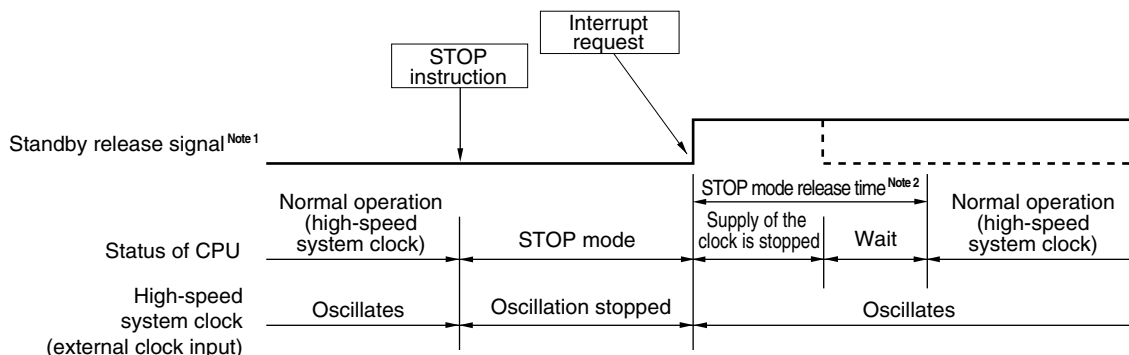 Interrupt
request
STOP
instruction
Standby release signal Note 1
STOP mode release time Note 2
Normal operation
(high-speed
system clock)
Supply of the
clock is stopped
Normal operation
(high-speed
system clock)
Status of CPU
STOP mode
Wait
High-speed
system clock
(external clock input)
Oscillates
Oscillation stopped
Oscillates